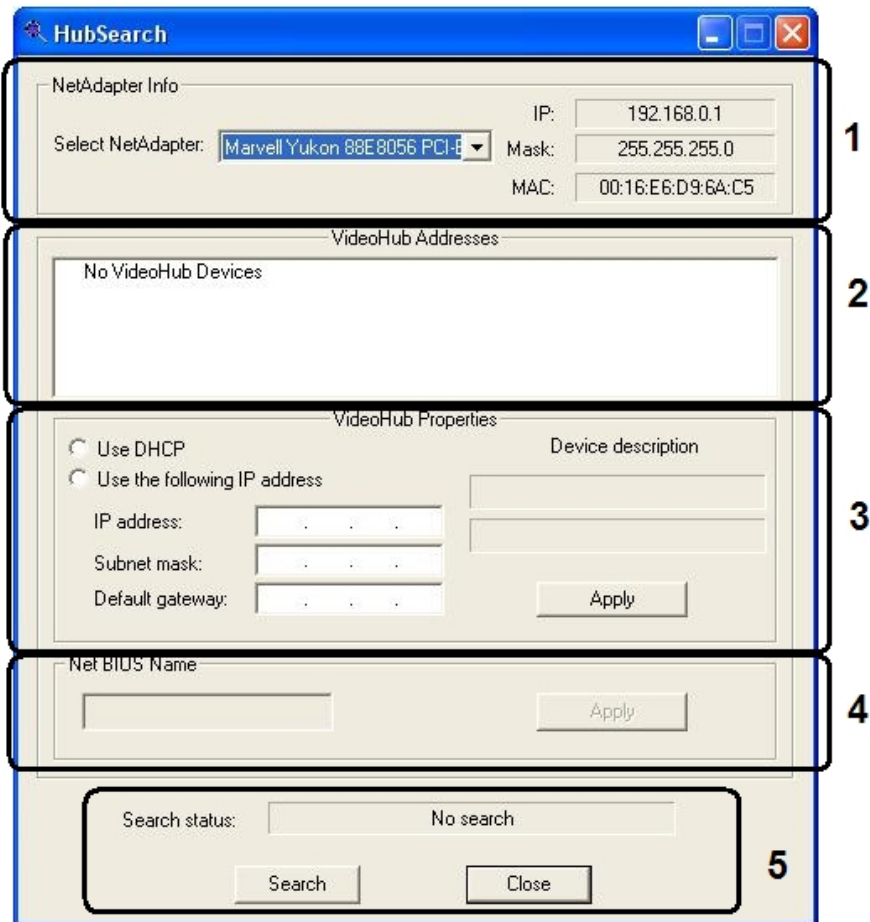 HubSearch
NetAdapter Info
IP: 192.168.0.1
Select NetAdapter: Marvell Yukon 88E8056 PCI-E Mask: 255.255.255.0
MAC: 00:16:E6:D9:6A:C5
1
VideoHub Addresses
No VideoHub Devices
2
VideoHub Properties
Use DHCP Device description
Use the following IP address
IP address: . . .
Subnet mask: . . .
Default gateway: . . . Apply
3
Net BIOS Name
Apply
4
Search status: No search
Search Close
5